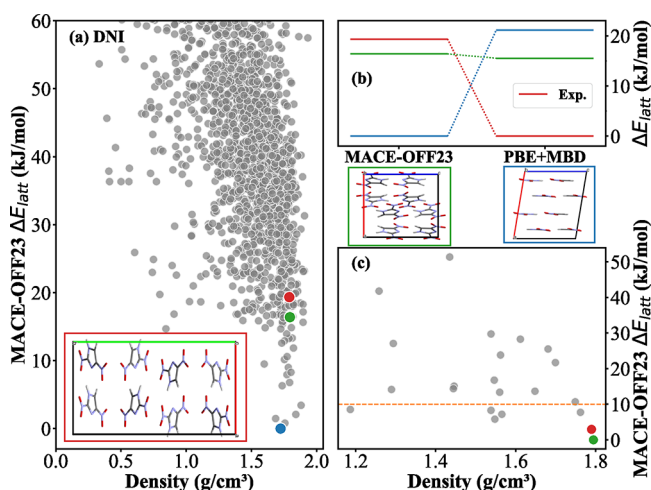 (a) DNI
MACE-OFF23 ΔE_latt (kJ/mol)
60
50
40
30
20
10
0
0.0 0.5 1.0 1.5 2.0
Density (g/cm³)
(b)
Exp.
20
10
0
ΔE_latt (kJ/mol)
MACE-OFF23 PBE+MBD
(c)
50
40
30
20
10
0
MACE-OFF23 ΔE_latt (kJ/mol)
1.2 1.4 1.6 1.8
Density (g/cm³)